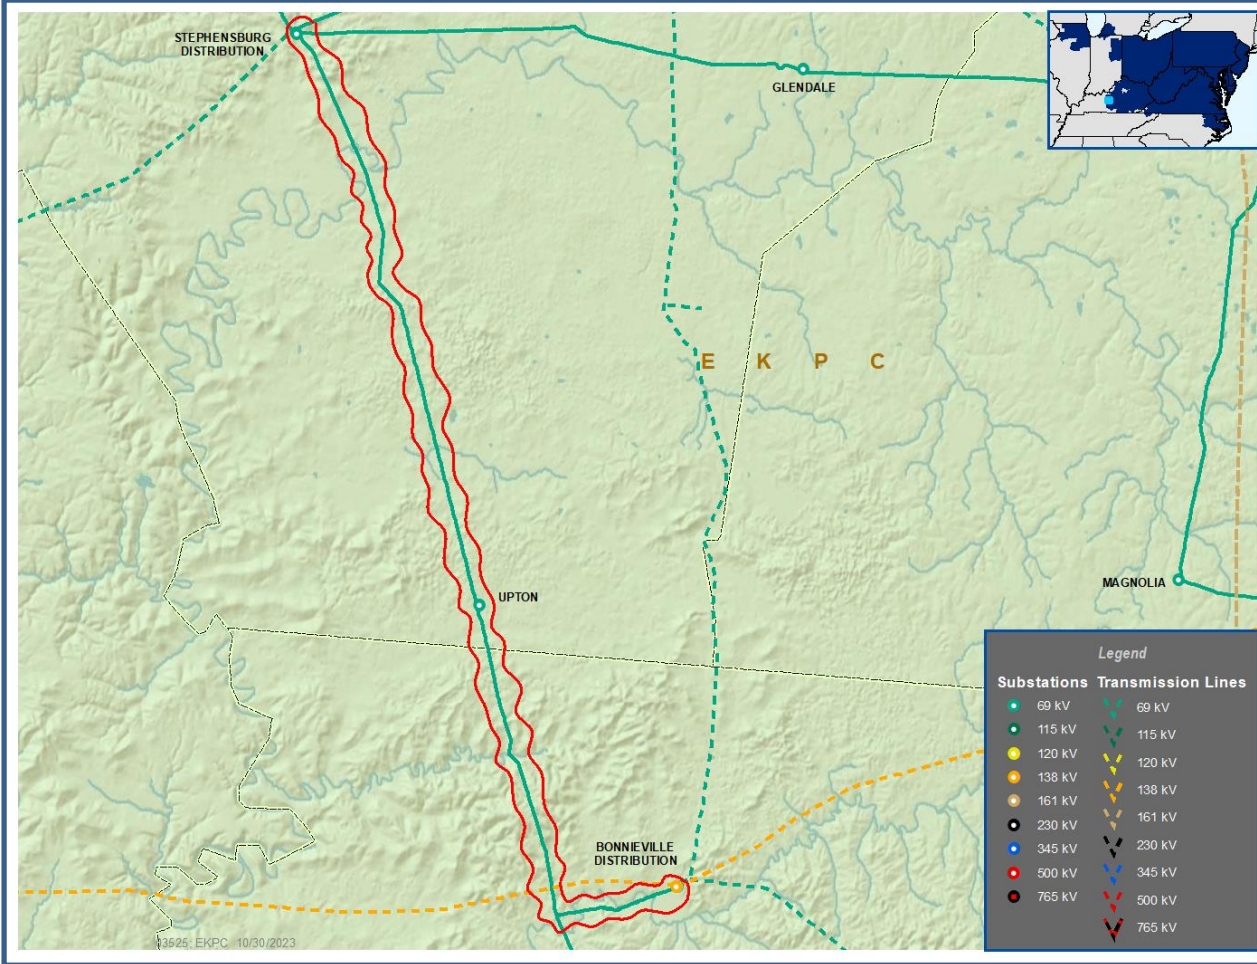 STEPHENSBURG
DISTRIBUTION
GLENDALE
E K P C
UPTON
MAGNOLIA
BONNIEVILLE
DISTRIBUTION
Legend
Substations Transmission Lines
69 kV 69 kV
115 kV 115 kV
120 kV 120 kV
138 kV 138 kV
161 kV 161 kV
230 kV 230 kV
345 kV 345 kV
500 kV 500 kV
765 kV 765 kV
EKPC 10/30/2023